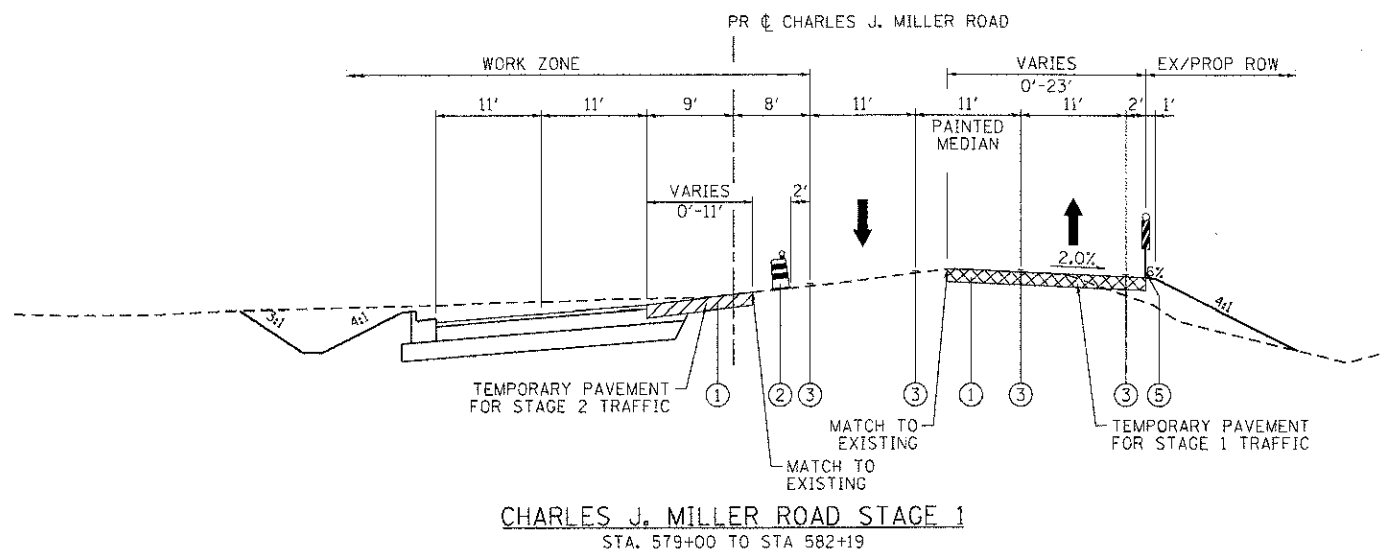 PR ℄ CHARLES J. MILLER ROAD
WORK ZONE
VARIES
0'-23'
EX/PROP ROW
11'
11'
9'
8'
11'
11'
11'
2'
1'
PAINTED
MEDIAN
VARIES
0'-11'
2'
2.0%
6%
3:1
4:1
4:1
TEMPORARY PAVEMENT
FOR STAGE 2 TRAFFIC
1
2
3
3
1
3
3
5
MATCH TO
EXISTING
TEMPORARY PAVEMENT
FOR STAGE 1 TRAFFIC
MATCH TO
EXISTING
CHARLES J. MILLER ROAD STAGE 1
STA. 579+00 TO STA 582+19